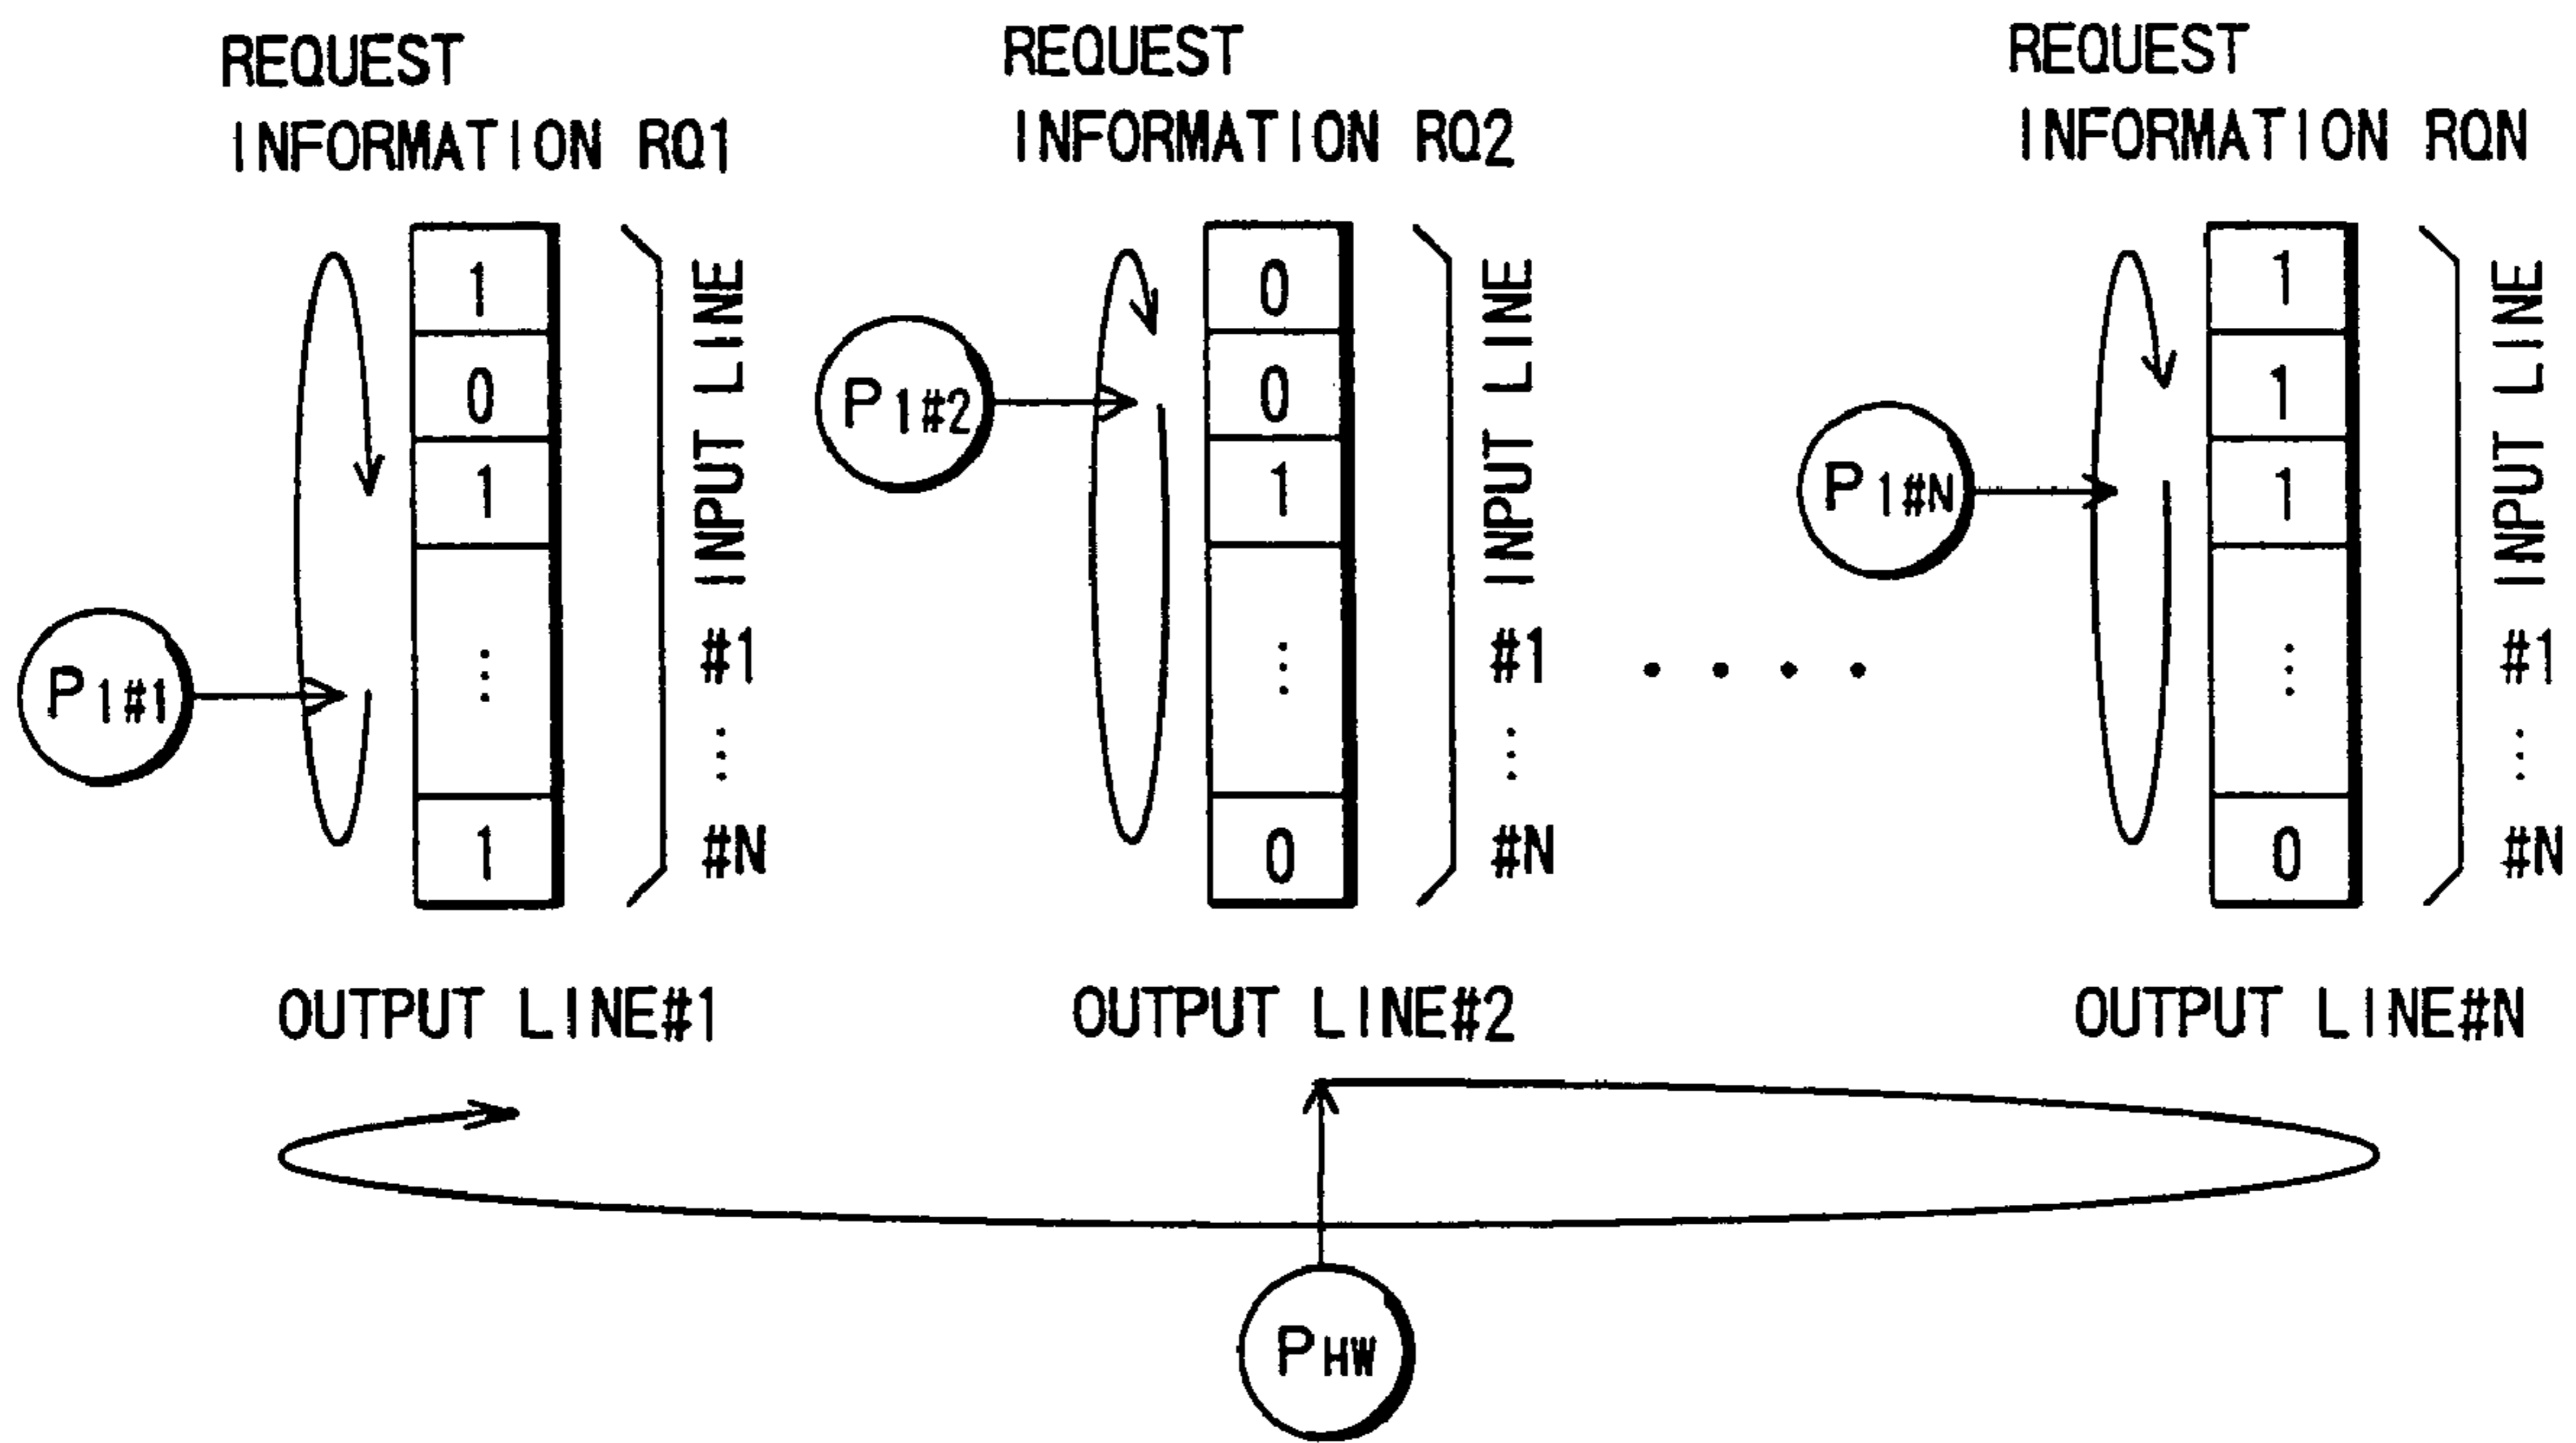 REQUEST
INFORMATION RQ1
1
0
1
⋮
1
INPUT LINE
#1
⋮
#N
P1#1
OUTPUT LINE#1
REQUEST
INFORMATION RQ2
0
0
1
⋮
0
INPUT LINE
#1
⋮
#N
P1#2
OUTPUT LINE#2
. . . .
REQUEST
INFORMATION RQN
1
1
1
⋮
0
INPUT LINE
#1
⋮
#N
P1#N
OUTPUT LINE#N
PHW